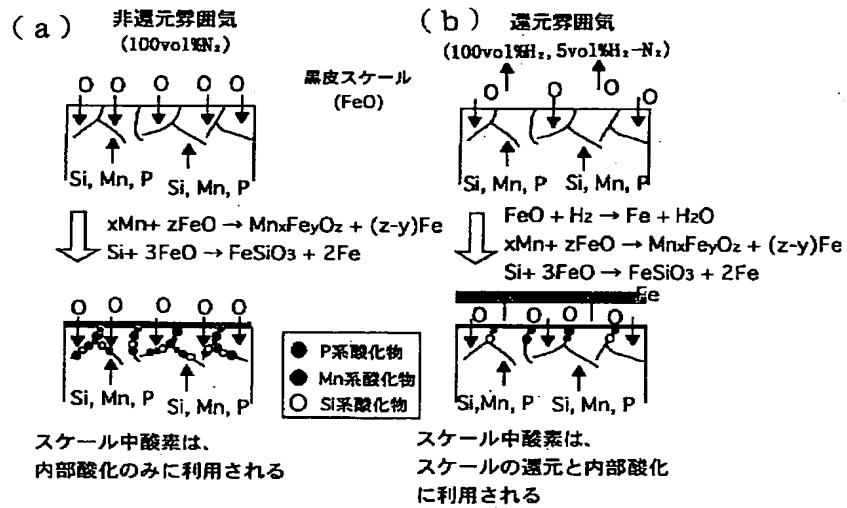 (a)
非還元雰囲気
(100vol%N₂)
O O O O O
Si, Mn, P
Si, Mn, P
xMn+ zFeO → MnxFeyOz + (z-y)Fe
Si+ 3FeO → FeSiO₃ + 2Fe
O O O O O
Si, Mn, P
Si, Mn, P
スケール中酸素は、
内部酸化のみに利用される
黒皮スケール
(FeO)
● P系酸化物
● Mn系酸化物
○ Si系酸化物
(b)
還元雰囲気
(100vol%H₂, 5vol%H₂-N₂)
O O O O
Si, Mn, P
Si, Mn, P
FeO + H₂ → Fe + H2O
xMn+ zFeO → MnxFeyOz + (z-y)Fe
Si+ 3FeO → FeSiO₃ + 2Fe
Fe
O O O O
Si,Mn, P
Si, Mn, P
スケール中酸素は、
スケールの還元と内部酸化
に利用される